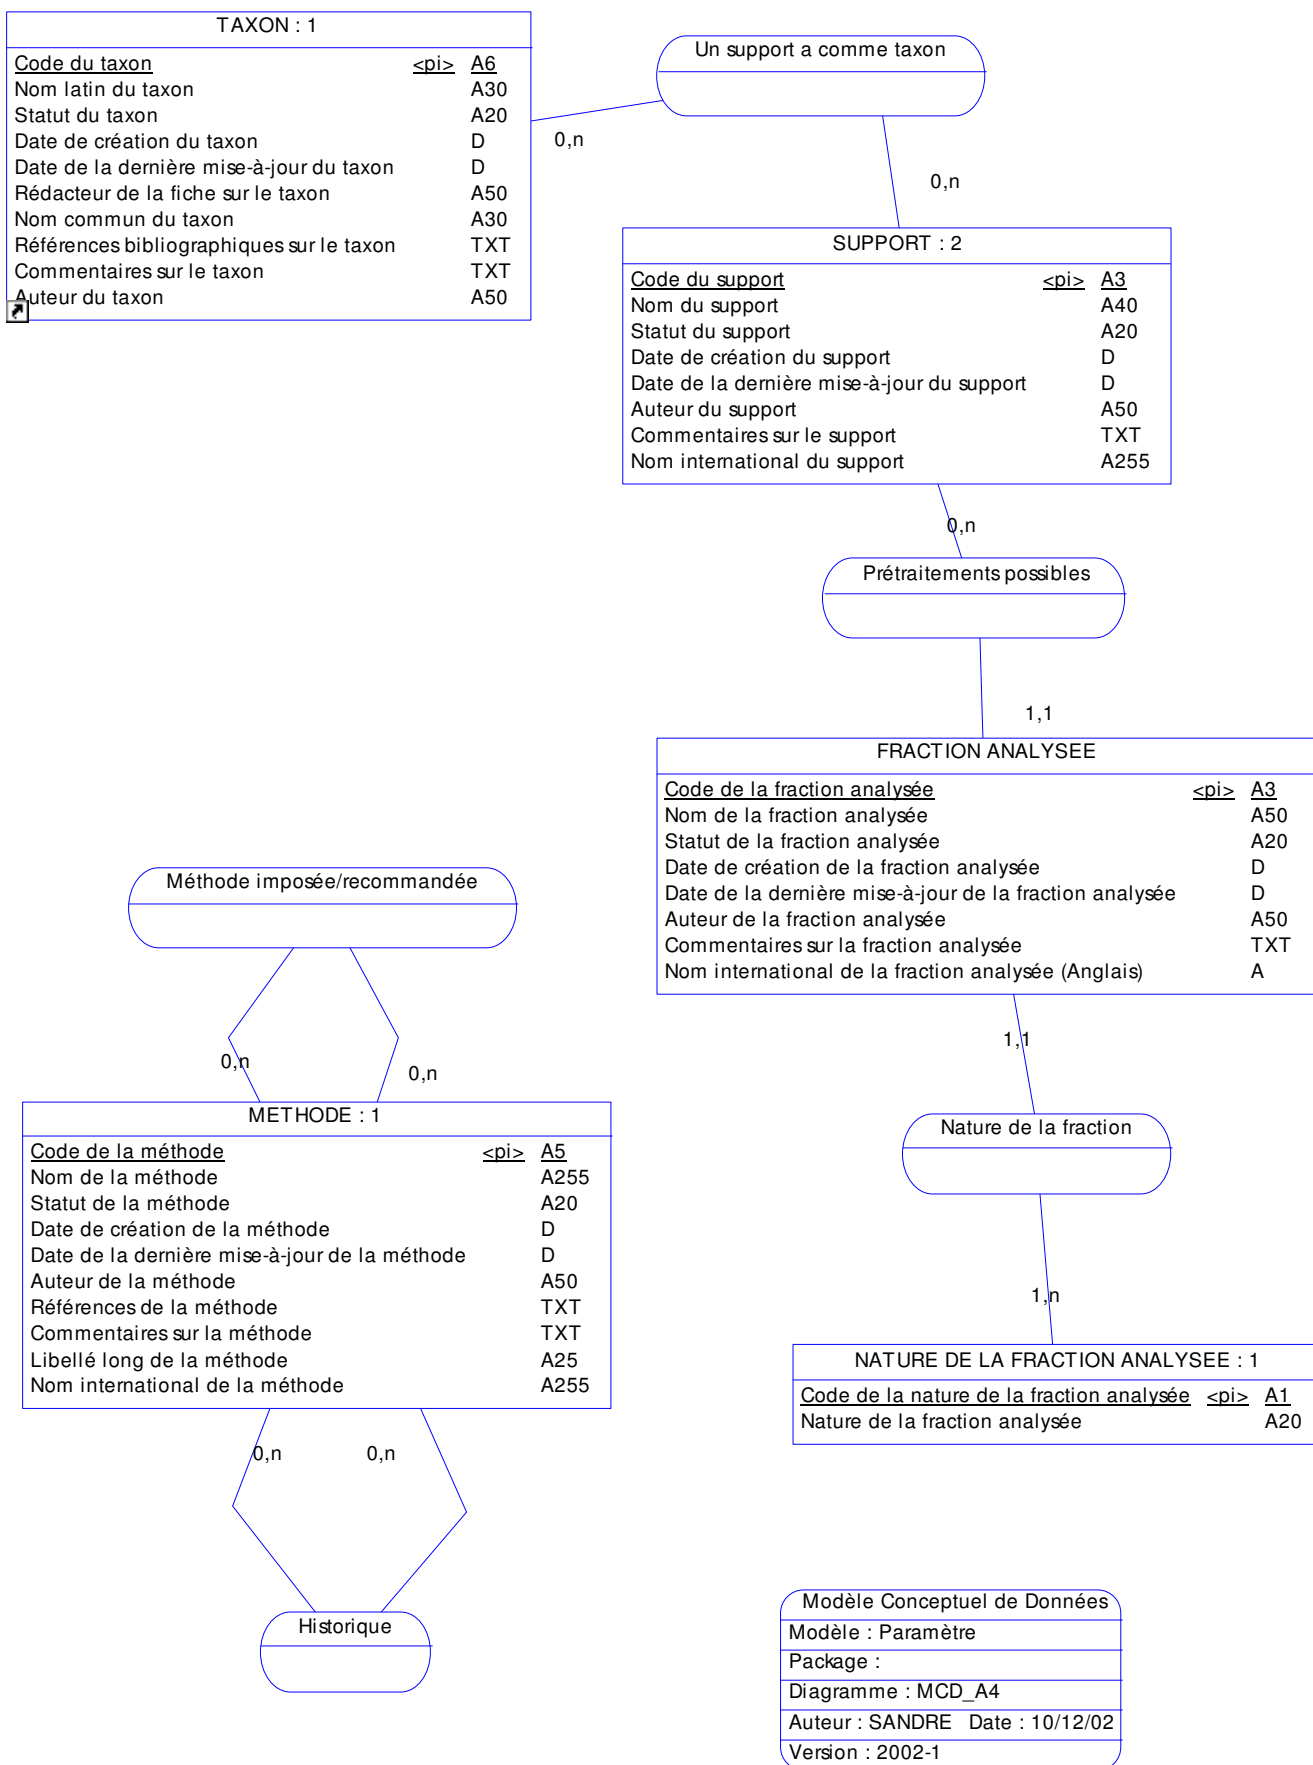 TAXON : 1
Code du taxon <pi> A6
Nom latin du taxon A30
Statut du taxon A20
Date de création du taxon D
Date de la dernière mise-à-jour du taxon D
Rédacteur de la fiche sur le taxon A50
Nom commun du taxon A30
Références bibliographiques sur le taxon TXT
Commentaires sur le taxon TXT
Auteur du taxon A50
Un support a comme taxon
0,n
0,n
SUPPORT : 2
Code du support <pi> A3
Nom du support A40
Statut du support A20
Date de création du support D
Date de la dernière mise-à-jour du support D
Auteur du support A50
Commentaires sur le support TXT
Nom international du support A255
0,n
Prétraitements possibles
1,1
FRACTION ANALYSEE
Code de la fraction analysée <pi> A3
Nom de la fraction analysée A50
Statut de la fraction analysée A20
Date de création de la fraction analysée D
Date de la dernière mise-à-jour de la fraction analysée D
Auteur de la fraction analysée A50
Commentaires sur la fraction analysée TXT
Nom international de la fraction analysée (Anglais) A
1,1
Nature de la fraction
1,n
NATURE DE LA FRACTION ANALYSEE : 1
Code de la nature de la fraction analysée <pi> A1
Nature de la fraction analysée A20
Méthode imposée/recommandée
0,n
0,n
METHODE : 1
Code de la méthode <pi> A5
Nom de la méthode A255
Statut de la méthode A20
Date de création de la méthode D
Date de la dernière mise-à-jour de la méthode D
Auteur de la méthode A50
Références de la méthode TXT
Commentaires sur la méthode TXT
Libellé long de la méthode A25
Nom international de la méthode A255
0,n
0,n
Historique
Modèle Conceptuel de Données
Modèle : Paramètre
Package :
Diagramme : MCD_A4
Auteur : SANDRE Date : 10/12/02
Version : 2002-1